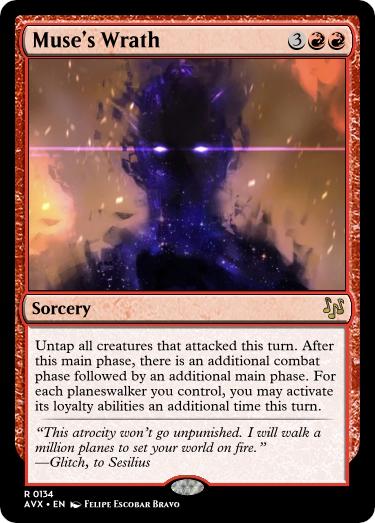 Muse's Wrath 3
Sorcery
Untap all creatures that attacked this turn. After
this main phase, there is an additional combat
phase followed by an additional main phase. For
each planeswalker you control, you may activate
its loyalty abilities an additional time this turn.
"This atrocity won't go unpunished. I will walk a
million planes to set your world on fire."
—Glitch, to Sesilius
R 0134
AVX • EN Felipe Escobar Bravo